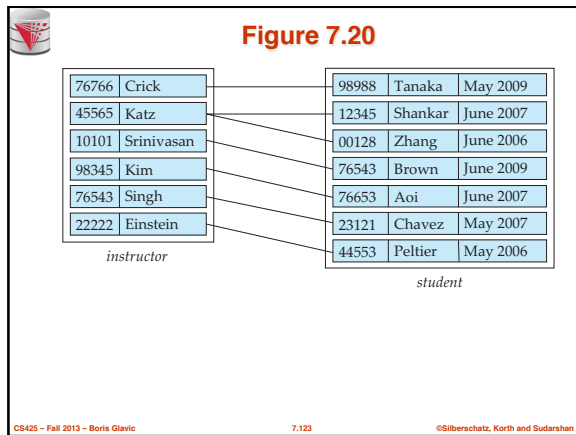 Figure 7.20
76766 Crick
45565 Katz
10101 Srinivasan
98345 Kim
76543 Singh
22222 Einstein
instructor
98988 Tanaka May 2009
12345 Shankar June 2007
00128 Zhang June 2006
76543 Brown June 2009
76653 Aoi June 2007
23121 Chavez May 2007
44553 Peltier May 2006
student
CS425 – Fall 2013 – Boris Glavic 7.123 ©Silberschatz, Korth and Sudarshan